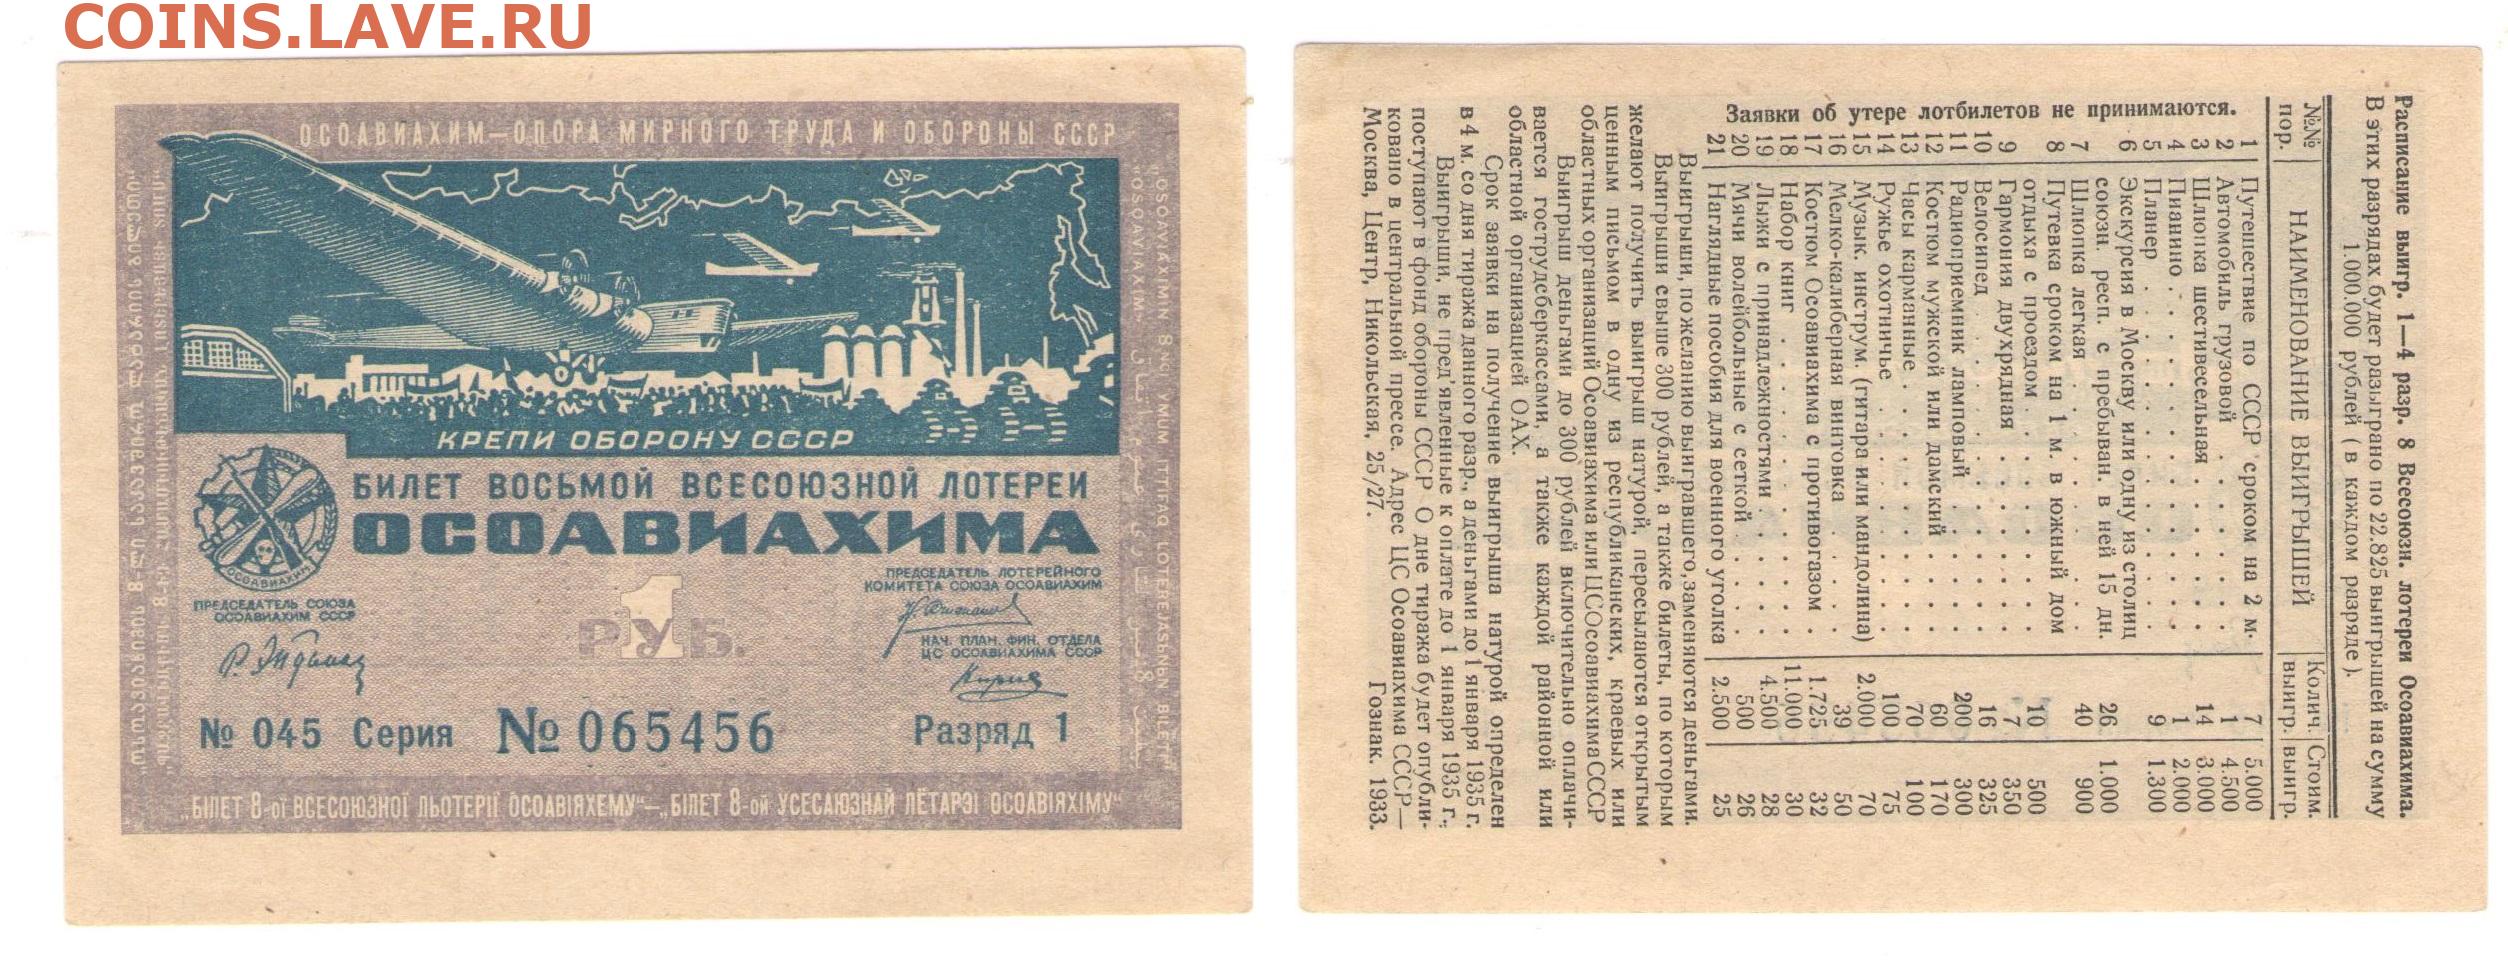 COINS.LAVE.RU
ОСОАВИАХИМ—ОПОРА МИРНОГО ТРУДА И ОБОРОНЫ СССР
КРЕПИ ОБОРОНУ СССР
БИЛЕТ ВОСЬМОЙ ВСЕСОЮЗНОЙ ЛОТЕРЕИ
ОСОАВИАХИМА
ОСОАВИАХИМ
ПРЕДСЕДАТЕЛЬ СОЮЗА
ОСОАВИАХИМ СССР
1
РУБ.
ПРЕДСЕДАТЕЛЬ ЛОТЕРЕЙНОГО
КОМИТЕТА СОЮЗА ОСОАВИАХИМ
НАЧ. ПЛАН. ФИН. ОТДЕЛА
ЦС ОСОАВИАХИМА СССР
№ 045 Серия № 065456 Разряд 1
„БІЛЕТ 8-ої ВСЕСОЮЗНОІ ЛЬОТЕРІЇ ОСОАВІЯХЕМУ“—„БІЛЕТ 8-ой УСЕСАЮЗНАЙ ЛЁТАРЭІ ОСОАВІЯХІМУ“
Расписание выигр. 1—4 разр. 8 Всесоюзн. лотереи Осоавиахима.
В этих разрядах будет разыграно по 22.825 выигрышей на сумму
1.000.000 рублей (в каждом разряде).
№№ пор. НАИМЕНОВАНИЕ ВЫИГРЫШЕЙ Колич. выигр. Стоим. выигр.
1 Путешествие по СССР сроком на 2 м. 7 5.000
2 Автомобиль грузовой . . . . . 1 4.500
3 Шлюпка шестивесельная . . . . 14 3.000
4 Пианино . . . . . . . . . 1 2.000
5 Планер . . . . . . . . . . 9 1.300
6 Экскурсия в Москву или одну из столиц
союзн. респ. с пребыван. в ней 15 дн. 26 1.000
7 Шлюпка легкая . . . . . . . 40 900
8 Путевка сроком на 1 м. в южный дом
отдыха с проездом . . . . . . 10 500
9 Гармония двухрядная . . . . . 7 350
10 Велосипед . . . . . . . . . 16 325
11 Радиоприемник ламповый . . . . 200 300
12 Костюм мужской или дамский . . . 60 170
13 Часы карманные . . . . . . . 70 100
14 Ружье охотничье . . . . . . . 100 75
15 Музык. инструм. (гитара или мандолина) 2.000 70
16 Мелко-калиберная винтовка . . . . 39 50
17 Костюм Осоавиахима с противогазом . 1.725 32
18 Набор книг . . . . . . . . . 11.000 30
19 Лыжи с принадлежностями . . . . 4.500 28
20 Мячи волейбольные с сеткой . . . . 500 26
21 Наглядные пособия для военного уголка 2.500 25
Заявки об утере лотбилетов не принимаются.
Выигрыши, по желанию выигравшего, заменяются деньгами.
Выигрыши свыше 300 рублей, а также билеты, по которым
желают получить выигрыш натурой, пересылаются открытым
ценным письмом в одну из республиканских, краевых или
областных организаций Осоавиахима или ЦС Осоавиахима СССР
Выигрыш деньгами до 300 рублей включительно оплачи-
вается гострудсберкассами, а также каждой районной или
областной организацией ОАХ.
Срок заявки на получение выигрыша натурой определен
в 4 м. со дня тиража данного разр., а деньгами до 1 января 1935 г.
Выигрыши, не пред'явленные к оплате до 1 января 1935 г.,
поступают в фонд обороны СССР. О дне тиража будет опубли-
ковано в центральной прессе. Адрес ЦС Осоавиахима СССР—
Москва, Центр, Никольская, 25/27. Гознак. 1933.